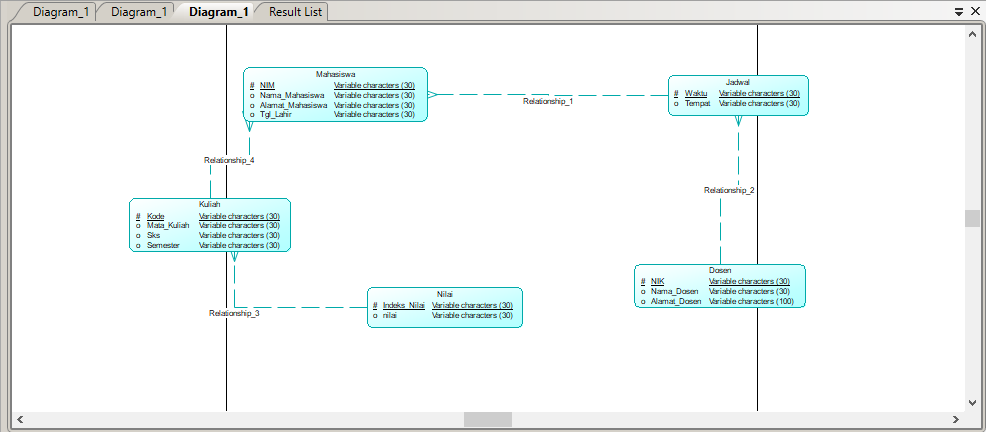 Diagram_1 Diagram_1 Diagram_1 Result List
Mahasiswa
# NIM Variable characters (30)
o Nama_Mahasiswa Variable characters (30)
o Alamat_Mahasiswa Variable characters (30)
o Tgl_Lahir Variable characters (30)
Relationship_1
Jadwal
# Waktu Variable characters (30)
o Tempat Variable characters (30)
Relationship_4
Relationship_2
Kuliah
# Kode Variable characters (30)
o Mata_Kuliah Variable characters (30)
o Sks Variable characters (30)
o Semester Variable characters (30)
Dosen
# NIK Variable characters (30)
o Nama_Dosen Variable characters (30)
o Alamat_Dosen Variable characters (100)
Nilai
# Indeks_Nilai Variable characters (30)
o nilai Variable characters (30)
Relationship_3